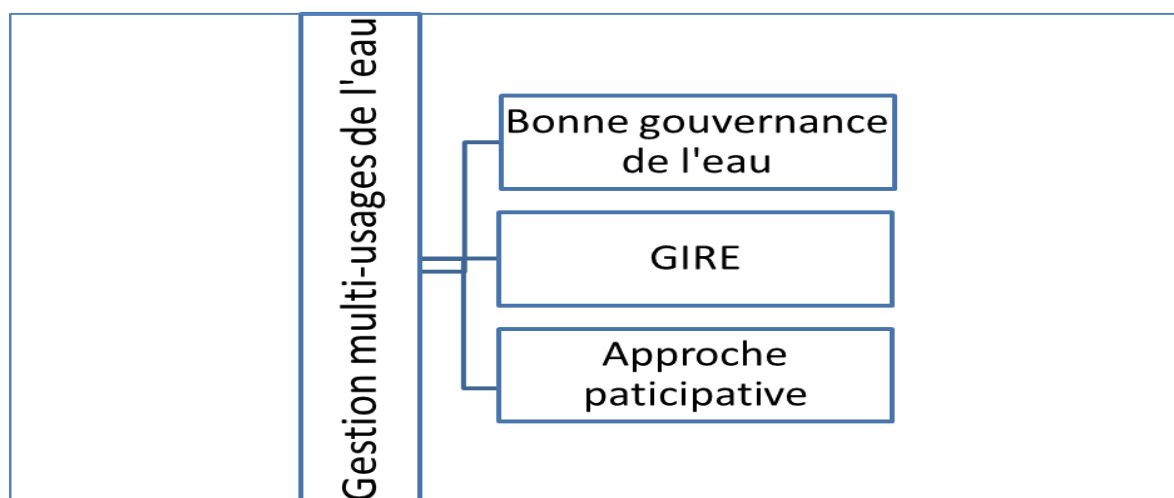 Gestion multi-usages de l'eau
Bonne gouvernance
de l'eau
GIRE
Approche
paticipative